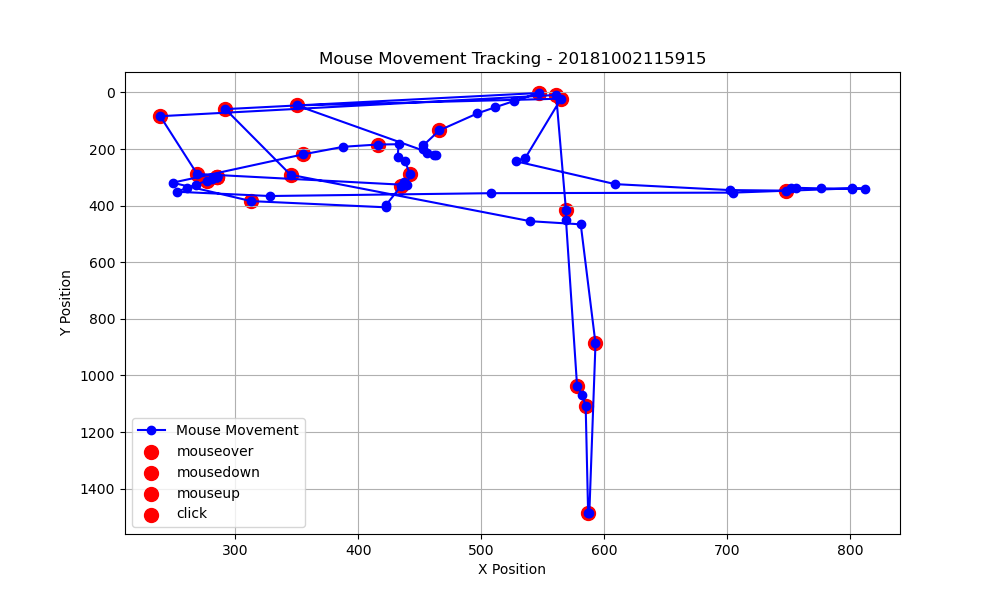 Mouse Movement Tracking - 20181002115915
Y Position
0
200
400
600
800
1000
1200
1400
Mouse Movement
mouseover
mousedown
mouseup
click
300 400 500 600 700 800
X Position